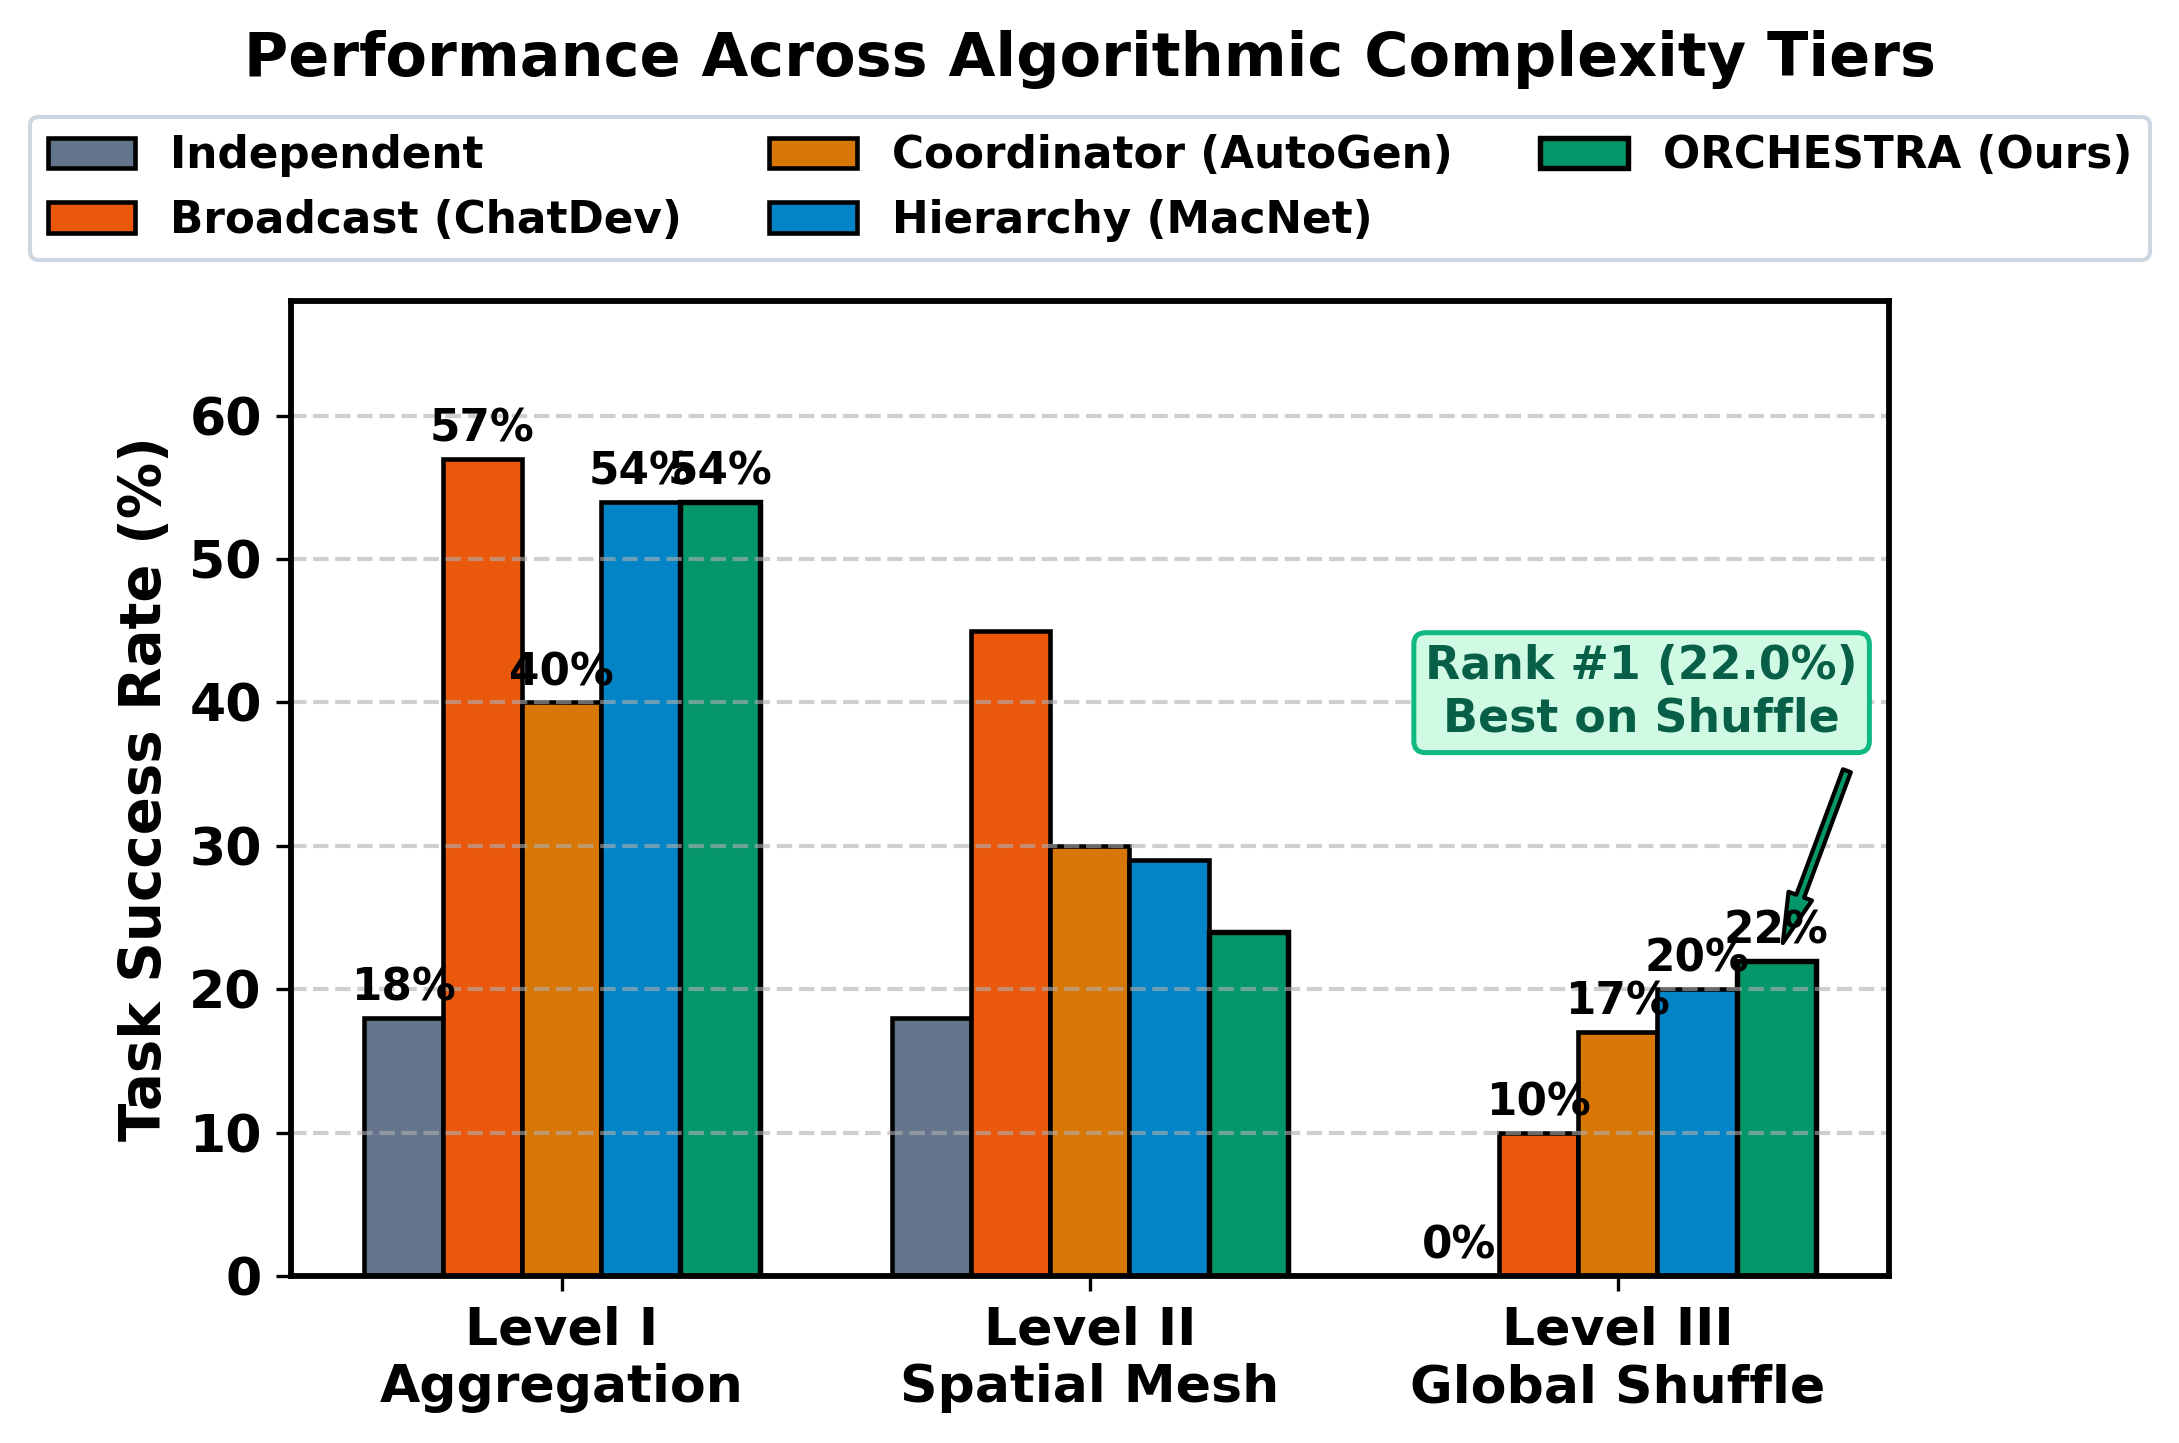 Performance Across Algorithmic Complexity Tiers
Independent
Broadcast (ChatDev)
Coordinator (AutoGen)
Hierarchy (MacNet)
ORCHESTRA (Ours)
Task Success Rate (%)
60
50
40
30
20
10
0
18%
57%
40%
54%
54%
0%
10%
17%
20%
22%
Rank #1 (22.0%)
Best on Shuffle
Level I
Aggregation
Level II
Spatial Mesh
Level III
Global Shuffle